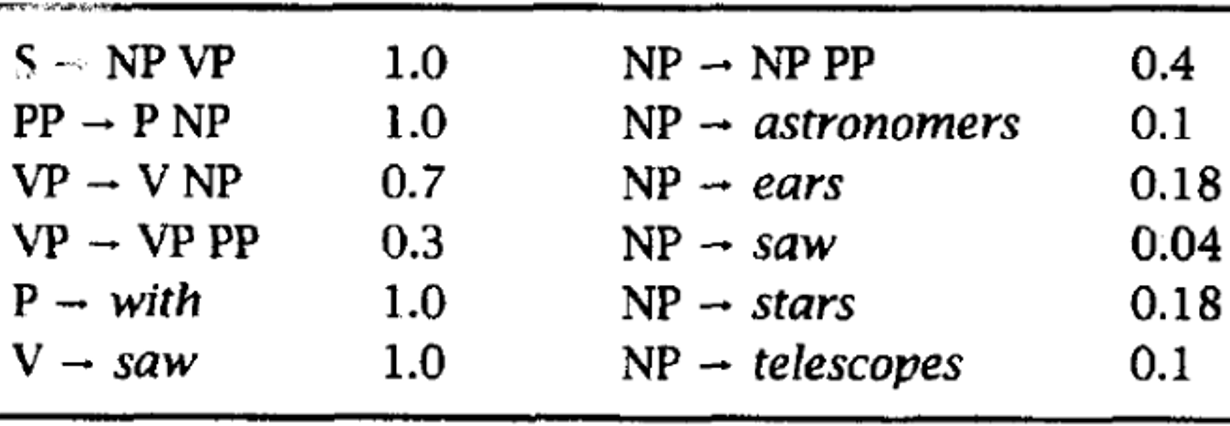 S → NP VP 1.0 NP → NP PP 0.4
PP → P NP 1.0 NP → astronomers 0.1
VP → V NP 0.7 NP → ears 0.18
VP → VP PP 0.3 NP → saw 0.04
P → with 1.0 NP → stars 0.18
V → saw 1.0 NP → telescopes 0.1